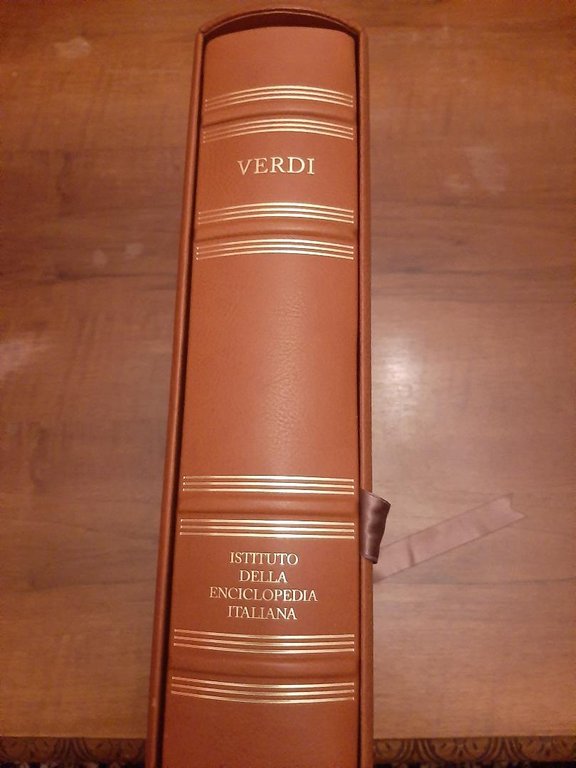 VERDI
ISTITUTO
DELLA
ENCICLOPEDIA
ITALIANA